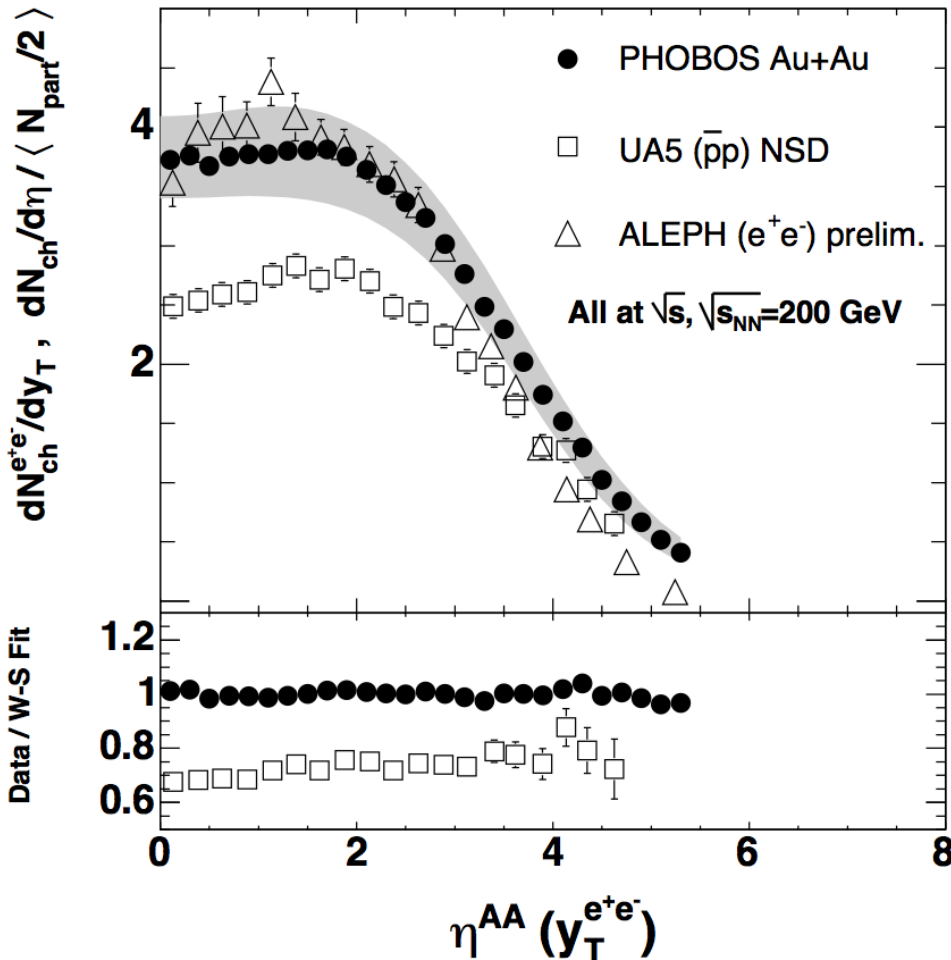 dN_ch^{e+e-}/dy_T , dN_ch/dη / ⟨ N_part/2 ⟩
4
2
PHOBOS Au+Au
UA5 (p̅p) NSD
ALEPH (e⁺e⁻) prelim.
All at √s, √s_NN=200 GeV
Data / W-S Fit
1.2
1
0.8
0.6
0 2 4 6 8
η^AA (y_T^{e+e-})